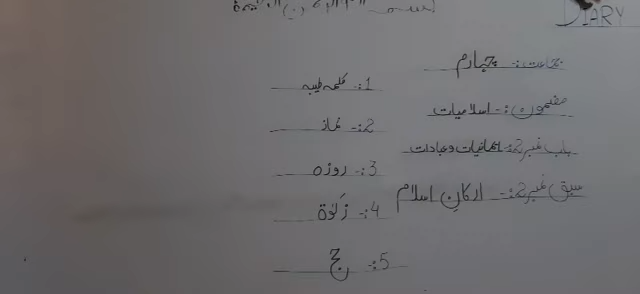 DIARY
جماعت:- چہارم
مضمون:- اسلامیات
باب نمبر 2:- ایمانیات و عبادات
سبق نمبر 2:- ارکانِ اسلام
1:- کلمہ طیبہ
2:- نماز
3:- روزہ
4:- زکوٰۃ
5:- حج